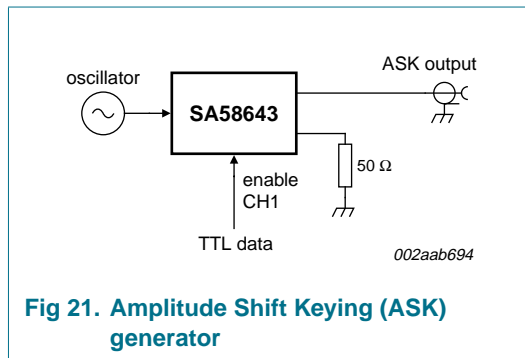 ASK output
oscillator
SA58643
50 Ω
enable
CH1
TTL data
002aab694
Fig 21. Amplitude Shift Keying (ASK)
generator